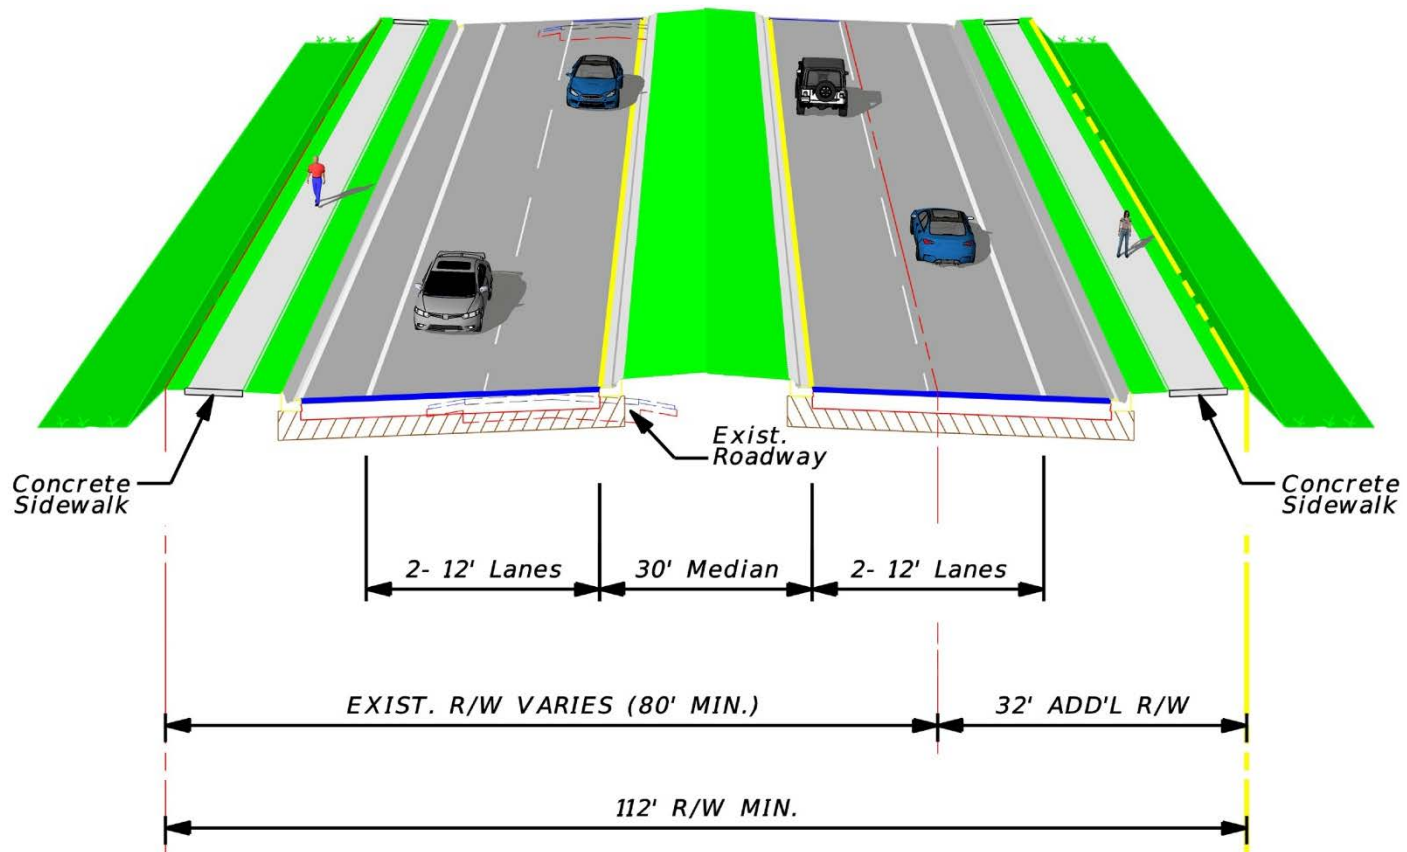 Exist.
Roadway
Concrete
Sidewalk
Concrete
Sidewalk
2- 12' Lanes
30' Median
2- 12' Lanes
EXIST. R/W VARIES (80' MIN.)
32' ADD'L R/W
112' R/W MIN.